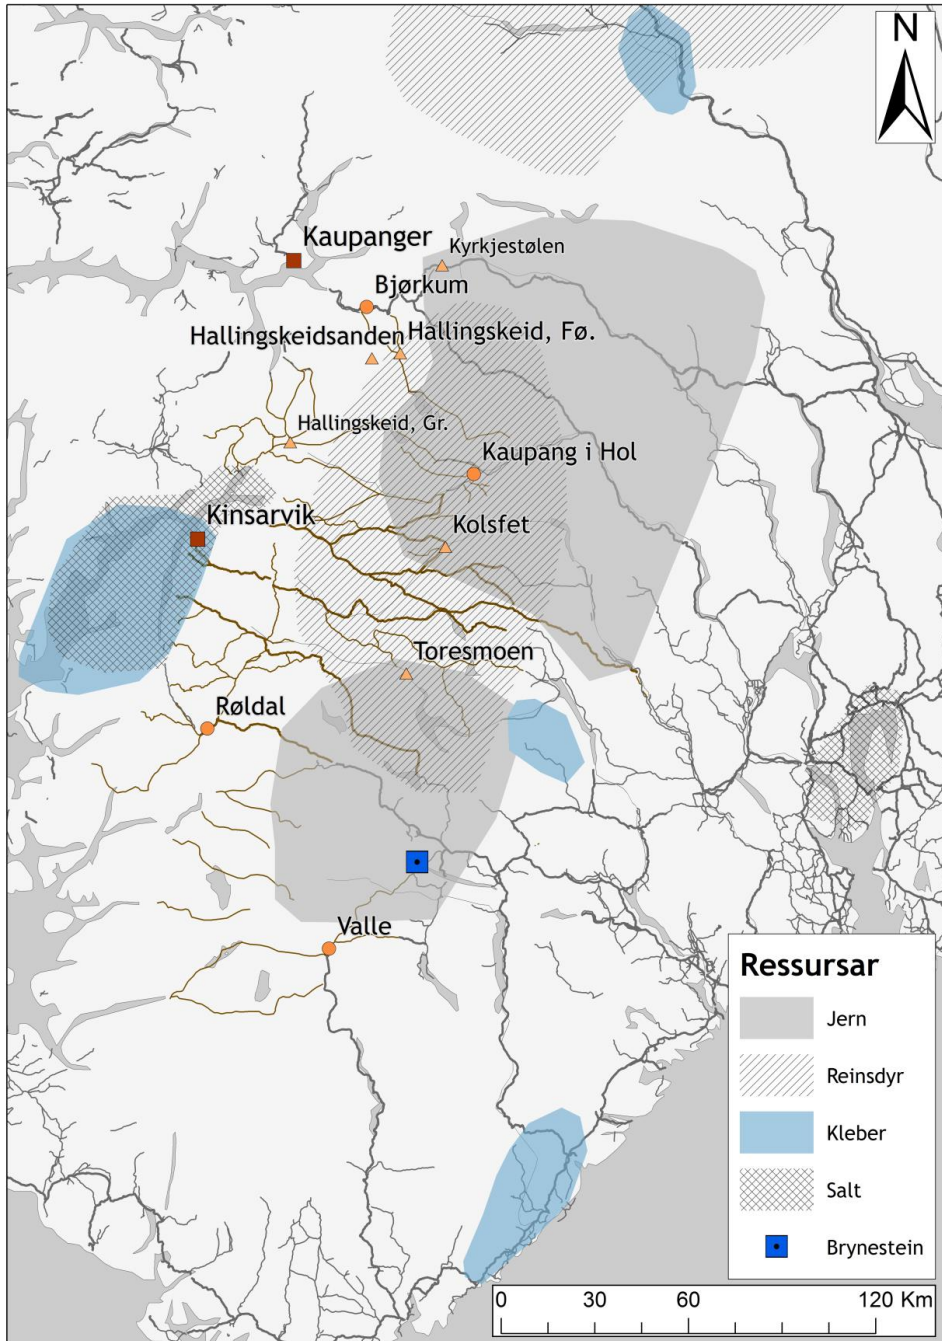 N
Kaupanger
Kyrkjestølen
Bjørkum
Hallingskeidsanden
Hallingskeid, Fø.
Hallingskeid, Gr.
Kaupang i Hol
Kinsarvik
Kolsfet
Toresmoen
Røldal
Valle
Ressursar
Jern
Reinsdyr
Kleber
Salt
Brynestein
0 30 60 120 Km